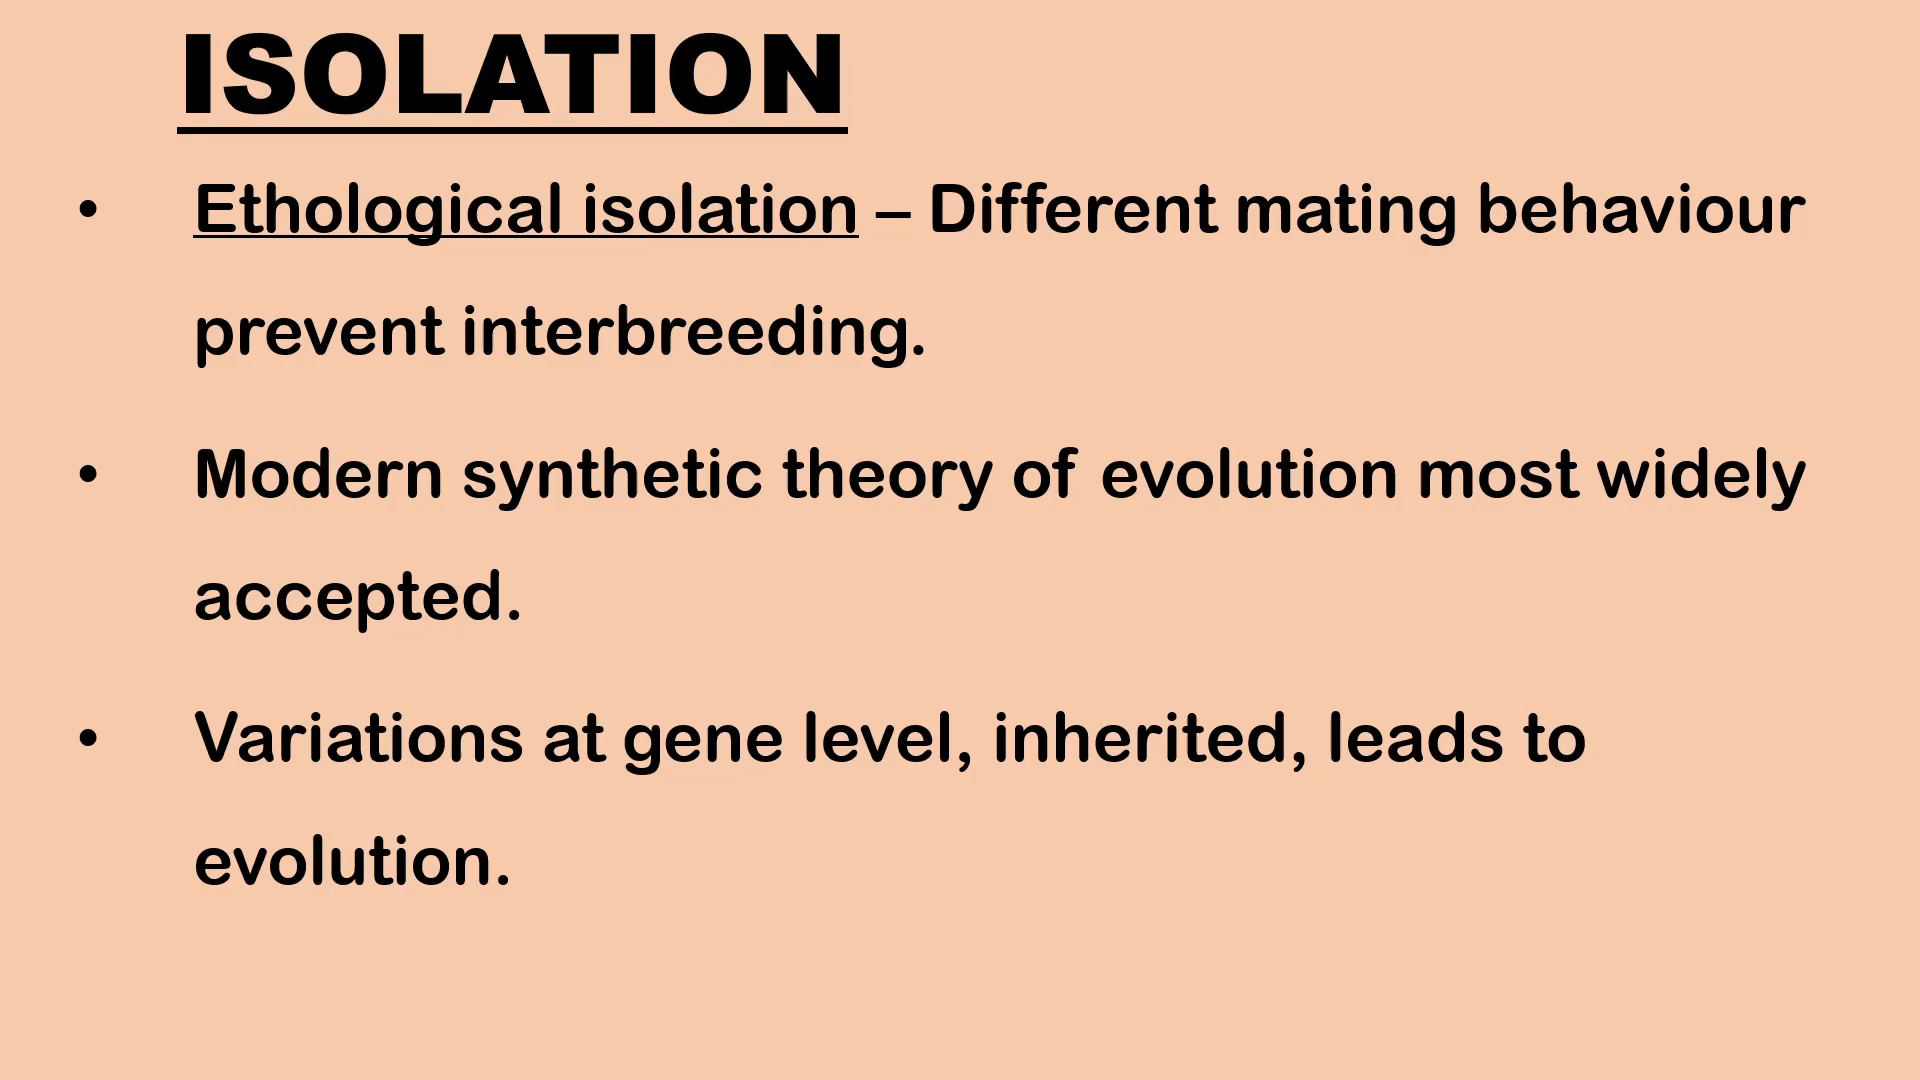 ISOLATION
• Ethological isolation – Different mating behaviour
prevent interbreeding.
• Modern synthetic theory of evolution most widely
accepted.
• Variations at gene level, inherited, leads to
evolution.